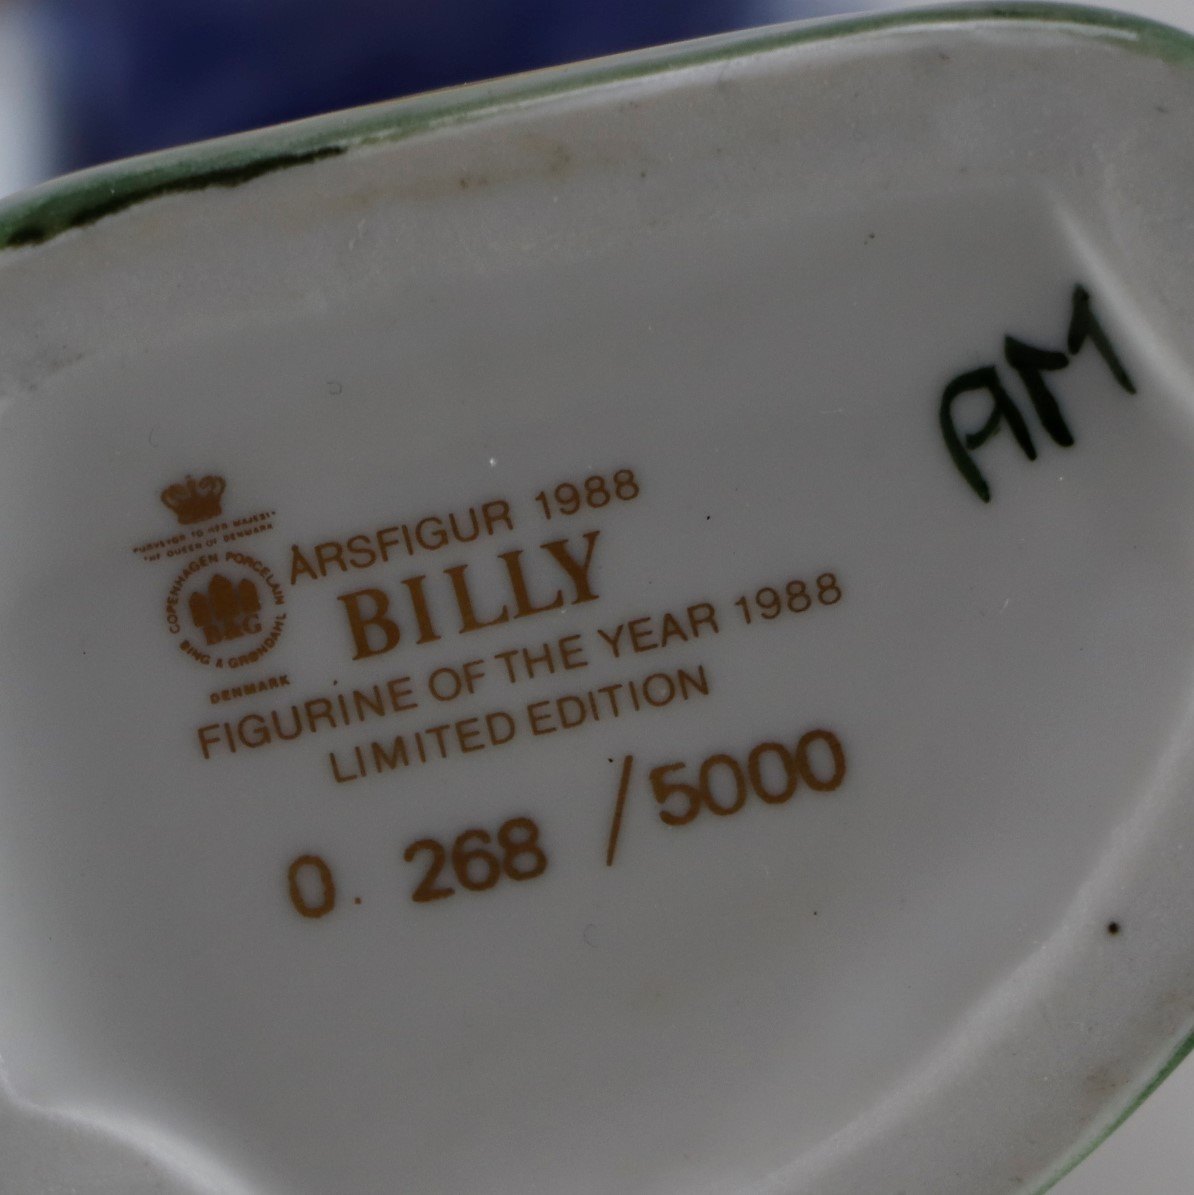 PURVEYOR TO HER MAJESTY
THE QUEEN OF DENMARK
COPENHAGEN PORCELAIN
B&G
BING & GRØNDAHL
DENMARK
ÅRSFIGUR 1988
BILLY
FIGURINE OF THE YEAR 1988
LIMITED EDITION
0. 268 /5000
AM